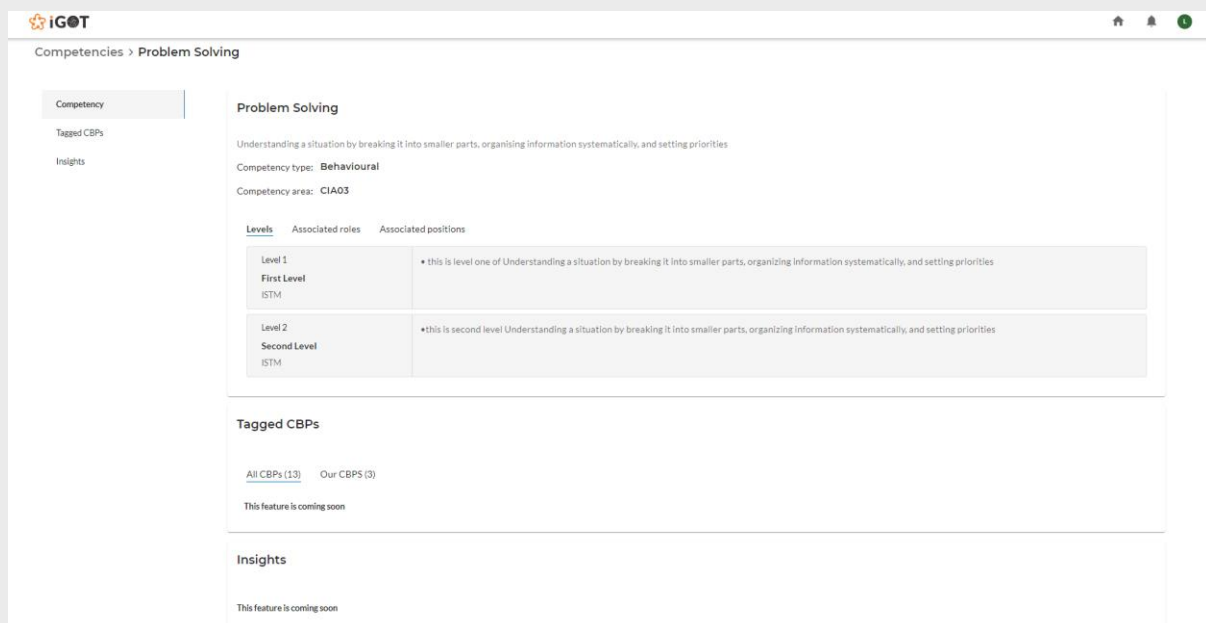 iGOT
L
Competencies > Problem Solving
Competency
Tagged CBPs
Insights
Problem Solving
Understanding a situation by breaking it into smaller parts, organising information systematically, and setting priorities
Competency type: Behavioural
Competency area: CIA03
Levels Associated roles Associated positions
Level 1
First Level
ISTM
• this is level one of Understanding a situation by breaking it into smaller parts, organizing information systematically, and setting priorities
Level 2
Second Level
ISTM
•this is second level Understanding a situation by breaking it into smaller parts, organizing information systematically, and setting priorities
Tagged CBPs
All CBPs (13) Our CBPS (3)
This feature is coming soon
Insights
This feature is coming soon